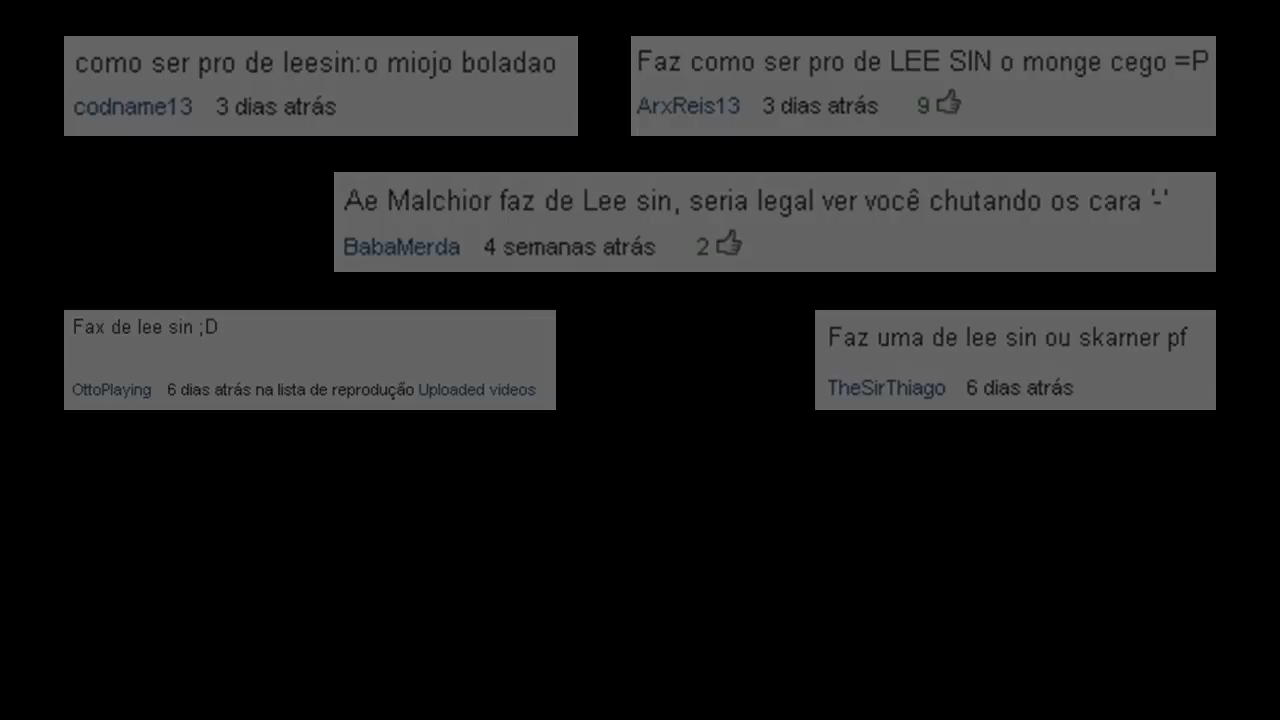 como ser pro de leesin:o miojo boladao
codname13 3 dias atrás
Faz como ser pro de LEE SIN o monge cego =P
ArxReis13 3 dias atrás 9
Ae Malchior faz de Lee sin, seria legal ver você chutando os cara '-'
BabaMerda 4 semanas atrás 2
Fax de lee sin ;D
OttoPlaying 6 dias atrás na lista de reprodução Uploaded videos
Faz uma de lee sin ou skarner pf
TheSirThiago 6 dias atrás